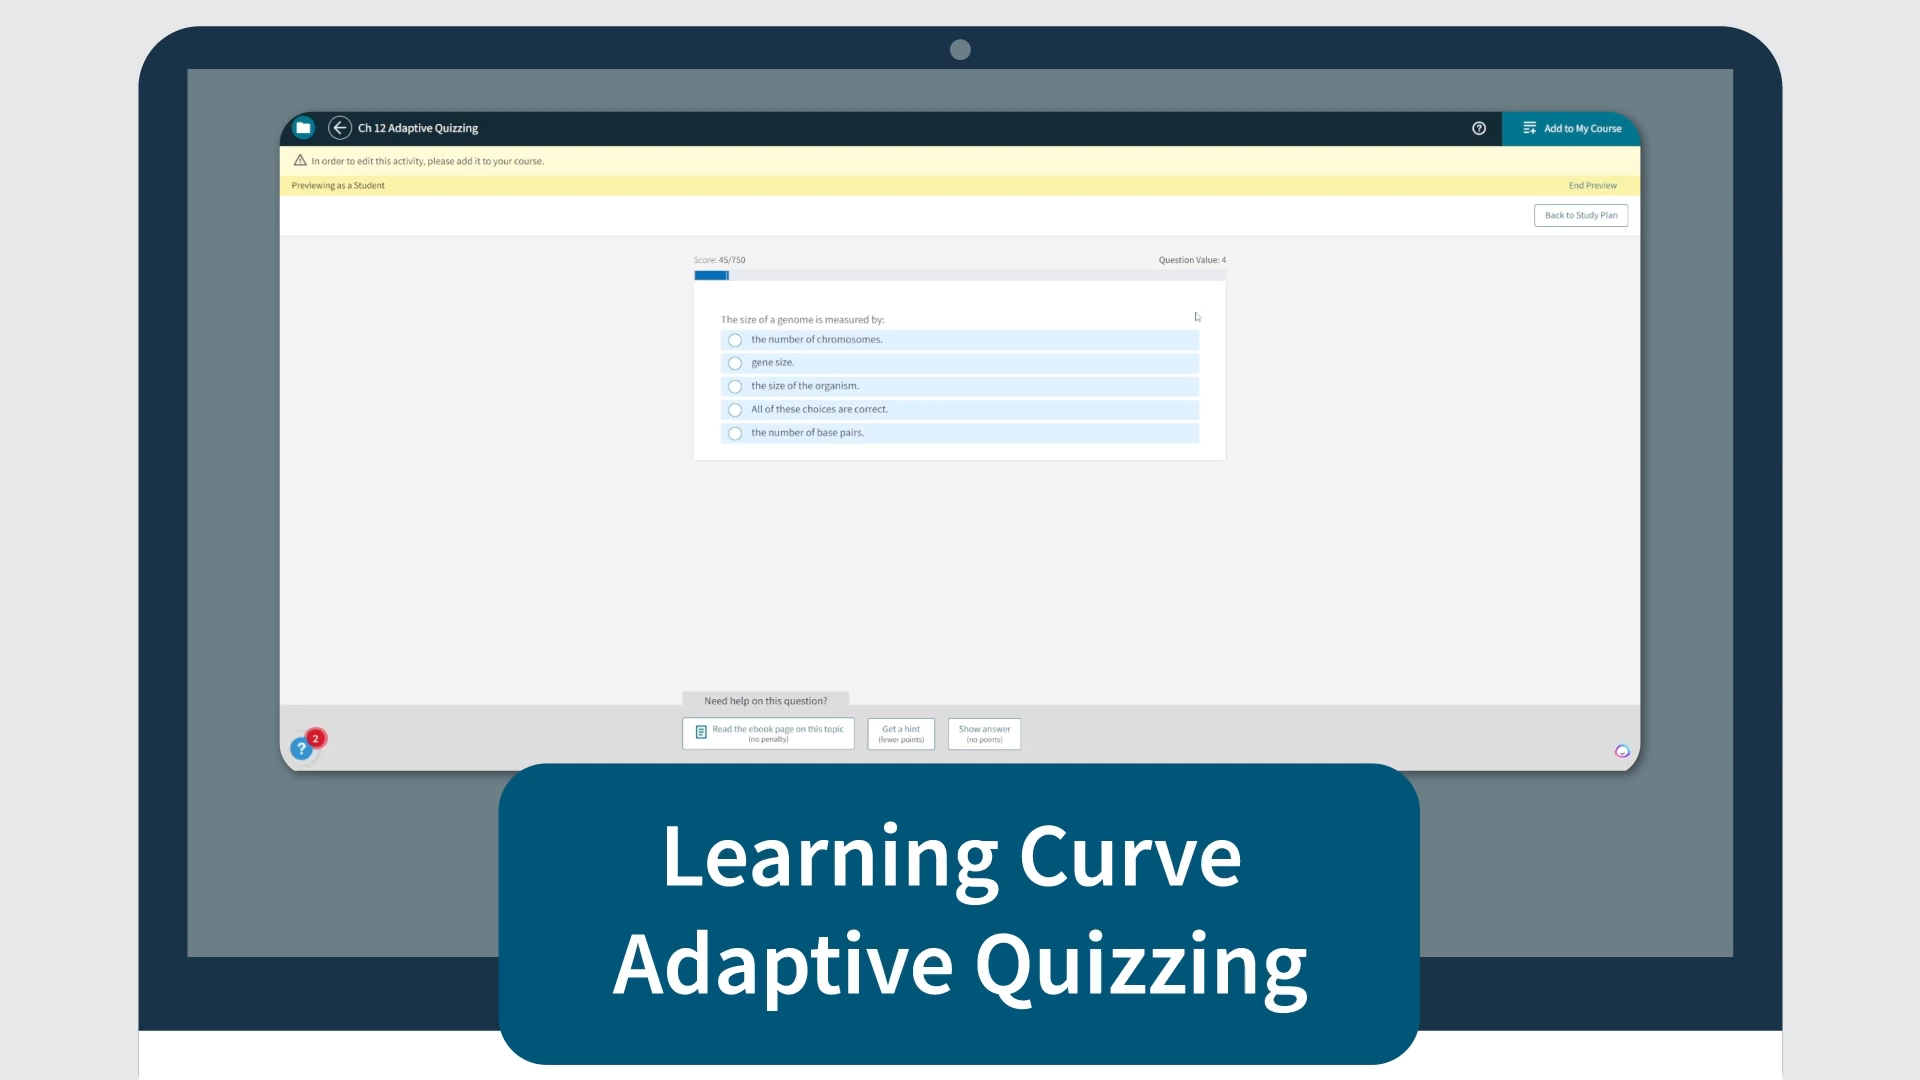 Ch 12 Adaptive Quizzing
Add to My Course
In order to edit this activity, please add it to your course.
Previewing as a Student
End Preview
Back to Study Plan
Score: 45/750
Question Value: 4
The size of a genome is measured by:
the number of chromosomes.
gene size.
the size of the organism.
All of these choices are correct.
the number of base pairs.
Need help on this question?
Read the ebook page on this topic
(no penalty)
Get a hint
(fewer points)
Show answer
(no points)
?
2
Learning Curve
Adaptive Quizzing